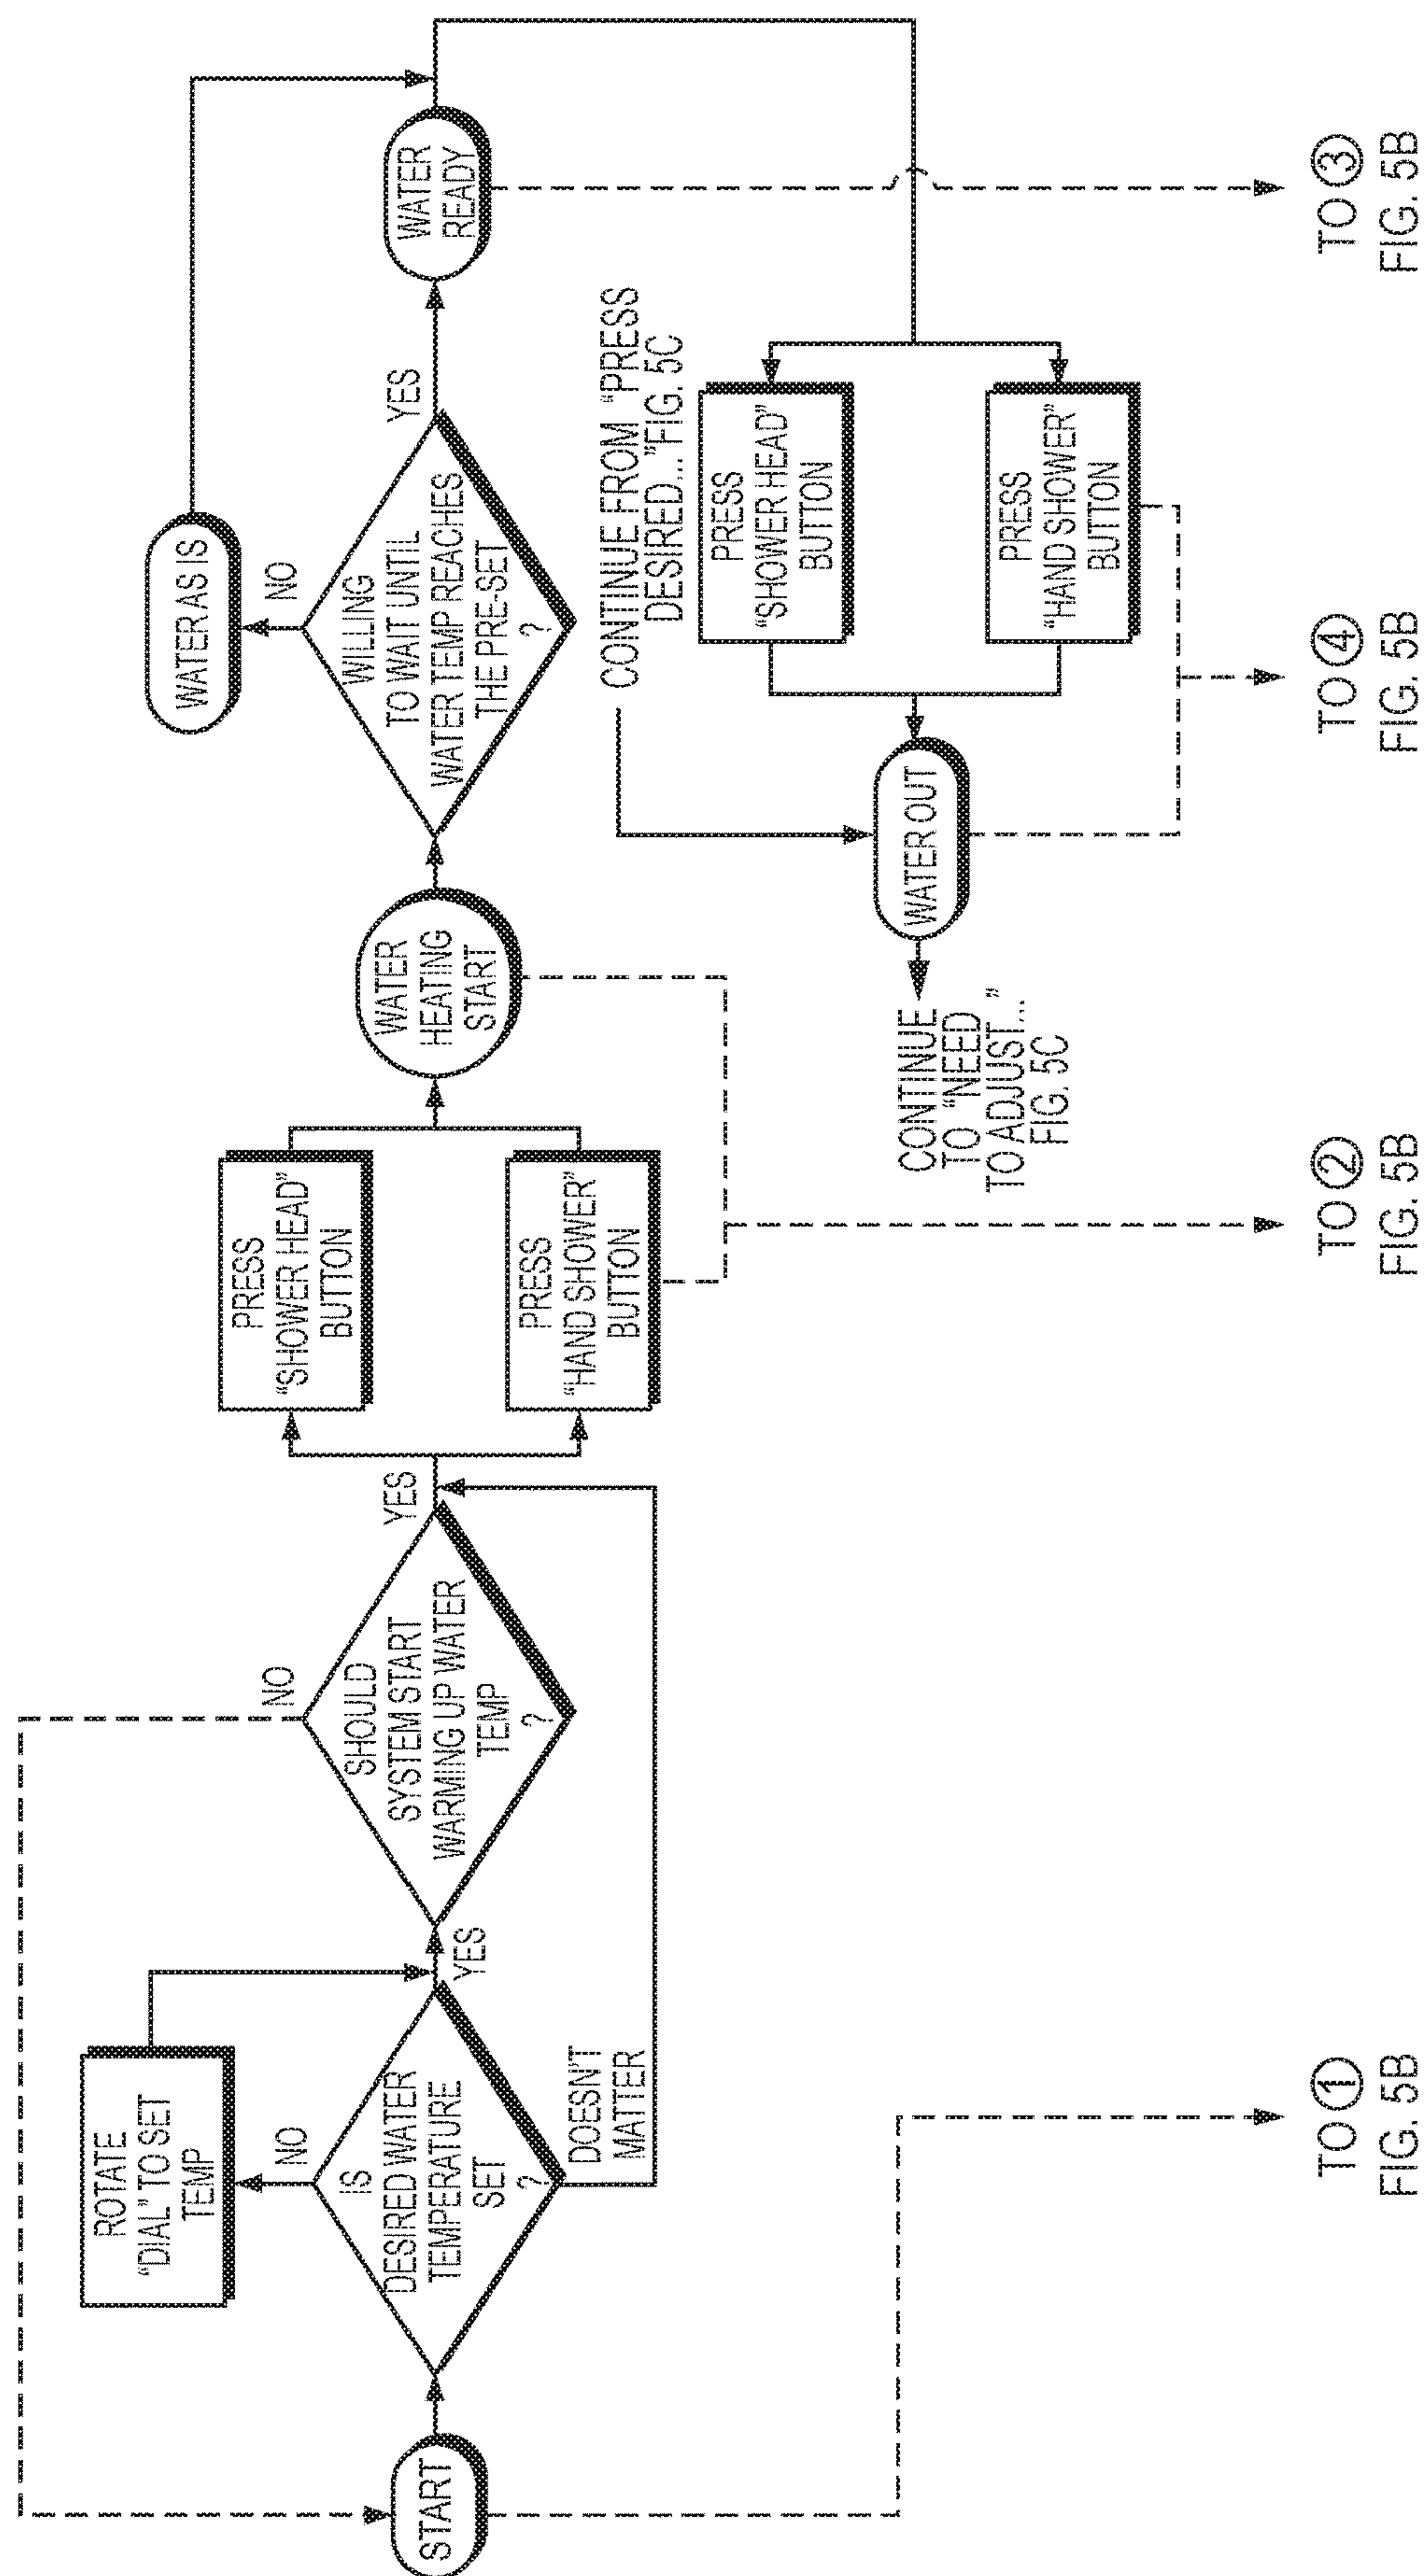 START
IS
DESIRED WATER
TEMPERATURE
SET
?
NO
ROTATE
“DIAL” TO SET
TEMP
YES
DOESN'T
MATTER
SHOULD
SYSTEM START
WARMING UP WATER
TEMP
?
NO
YES
PRESS
“SHOWER HEAD”
BUTTON
PRESS
“HAND SHOWER”
BUTTON
WATER
HEATING
START
WILLING
TO WAIT UNTIL
WATER TEMP REACHES
THE PRE-SET
?
NO
WATER AS IS
YES
WATER
READY
CONTINUE FROM “PRESS
DESIRED...”FIG. 5C
PRESS
“SHOWER HEAD”
BUTTON
PRESS
“HAND SHOWER”
BUTTON
WATER OUT
CONTINUE
TO “NEED
TO ADJUST... ”
FIG. 5C
TO 1
FIG. 5B
TO 2
FIG. 5B
TO 4
FIG. 5B
TO 3
FIG. 5B